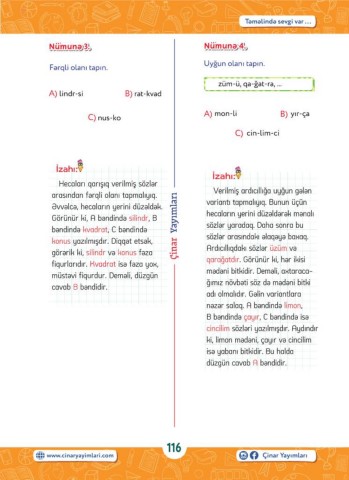 Təməlində sevgi var ...
Nümunə 3:
Fərqli olanı tapın.
A) lindr-si B) rat-kvad
C) nus-ko
İzahı:
Hecaları qarışıq verilmiş sözlər
arasından fərqli olanı tapmalıyıq.
Əvvəlcə, hecaların yerini düzəldək.
Görünür ki, A bəndində silindr, B
bəndində kvadrat, C bəndində
konus yazılmışdır. Diqqət etsək,
görərik ki, silindr və konus fəza
fiqurlarıdır. Kvadrat isə fəza yox,
müstəvi fiqurdur. Deməli, düzgün
cavab B bəndidir.
Çinar Yayımları
Nümunə 4:
Uyğun olanı tapın.
züm-ü, qa-ğat-ra, ...
A) mon-li B) yır-ça
C) cin-lim-ci
İzahı:
Verilmiş ardıcıllığa uyğun gələn
variantı tapmalıyıq. Bunun üçün
hecaların yerini düzəldərək mənalı
sözlər yaradaq. Daha sonra bu
sözlər arasındakı əlaqəyə baxaq.
Ardıcıllıqdakı sözlər üzüm və
qarağatdır. Görünür ki, hər ikisi
mədəni bitkidir. Deməli, axtaraca-
ğımız növbəti söz də mədəni bitki
adı olmalıdır. Gəlin variantlara
nəzər salaq. A bəndində limon,
B bəndində çayır, C bəndində isə
cincilim sözləri yazılmışdır. Aydındır
ki, limon mədəni, çayır və cincilim
isə yabanı bitkidir. Bu halda
düzgün cavab A bəndidir.
www.cinaryayimlari.com
116
Çinar Yayımları